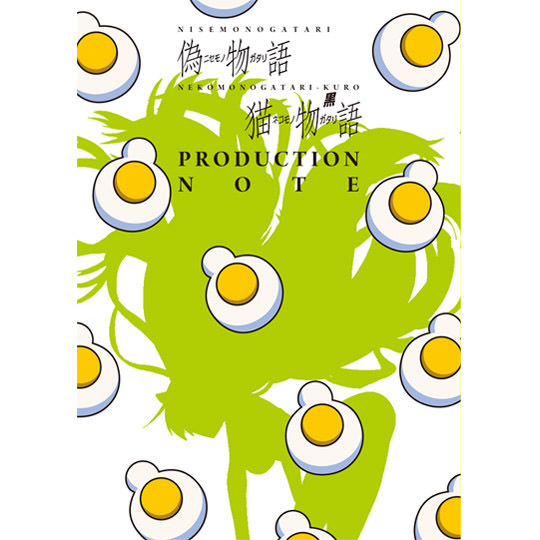 NISEMONOGATARI
偽ニセモノ物ガタリ語
NEKOMONOGATARI-KURO
黒
猫ネコモノ物ガタリ語
PRODUCTION
NOTE